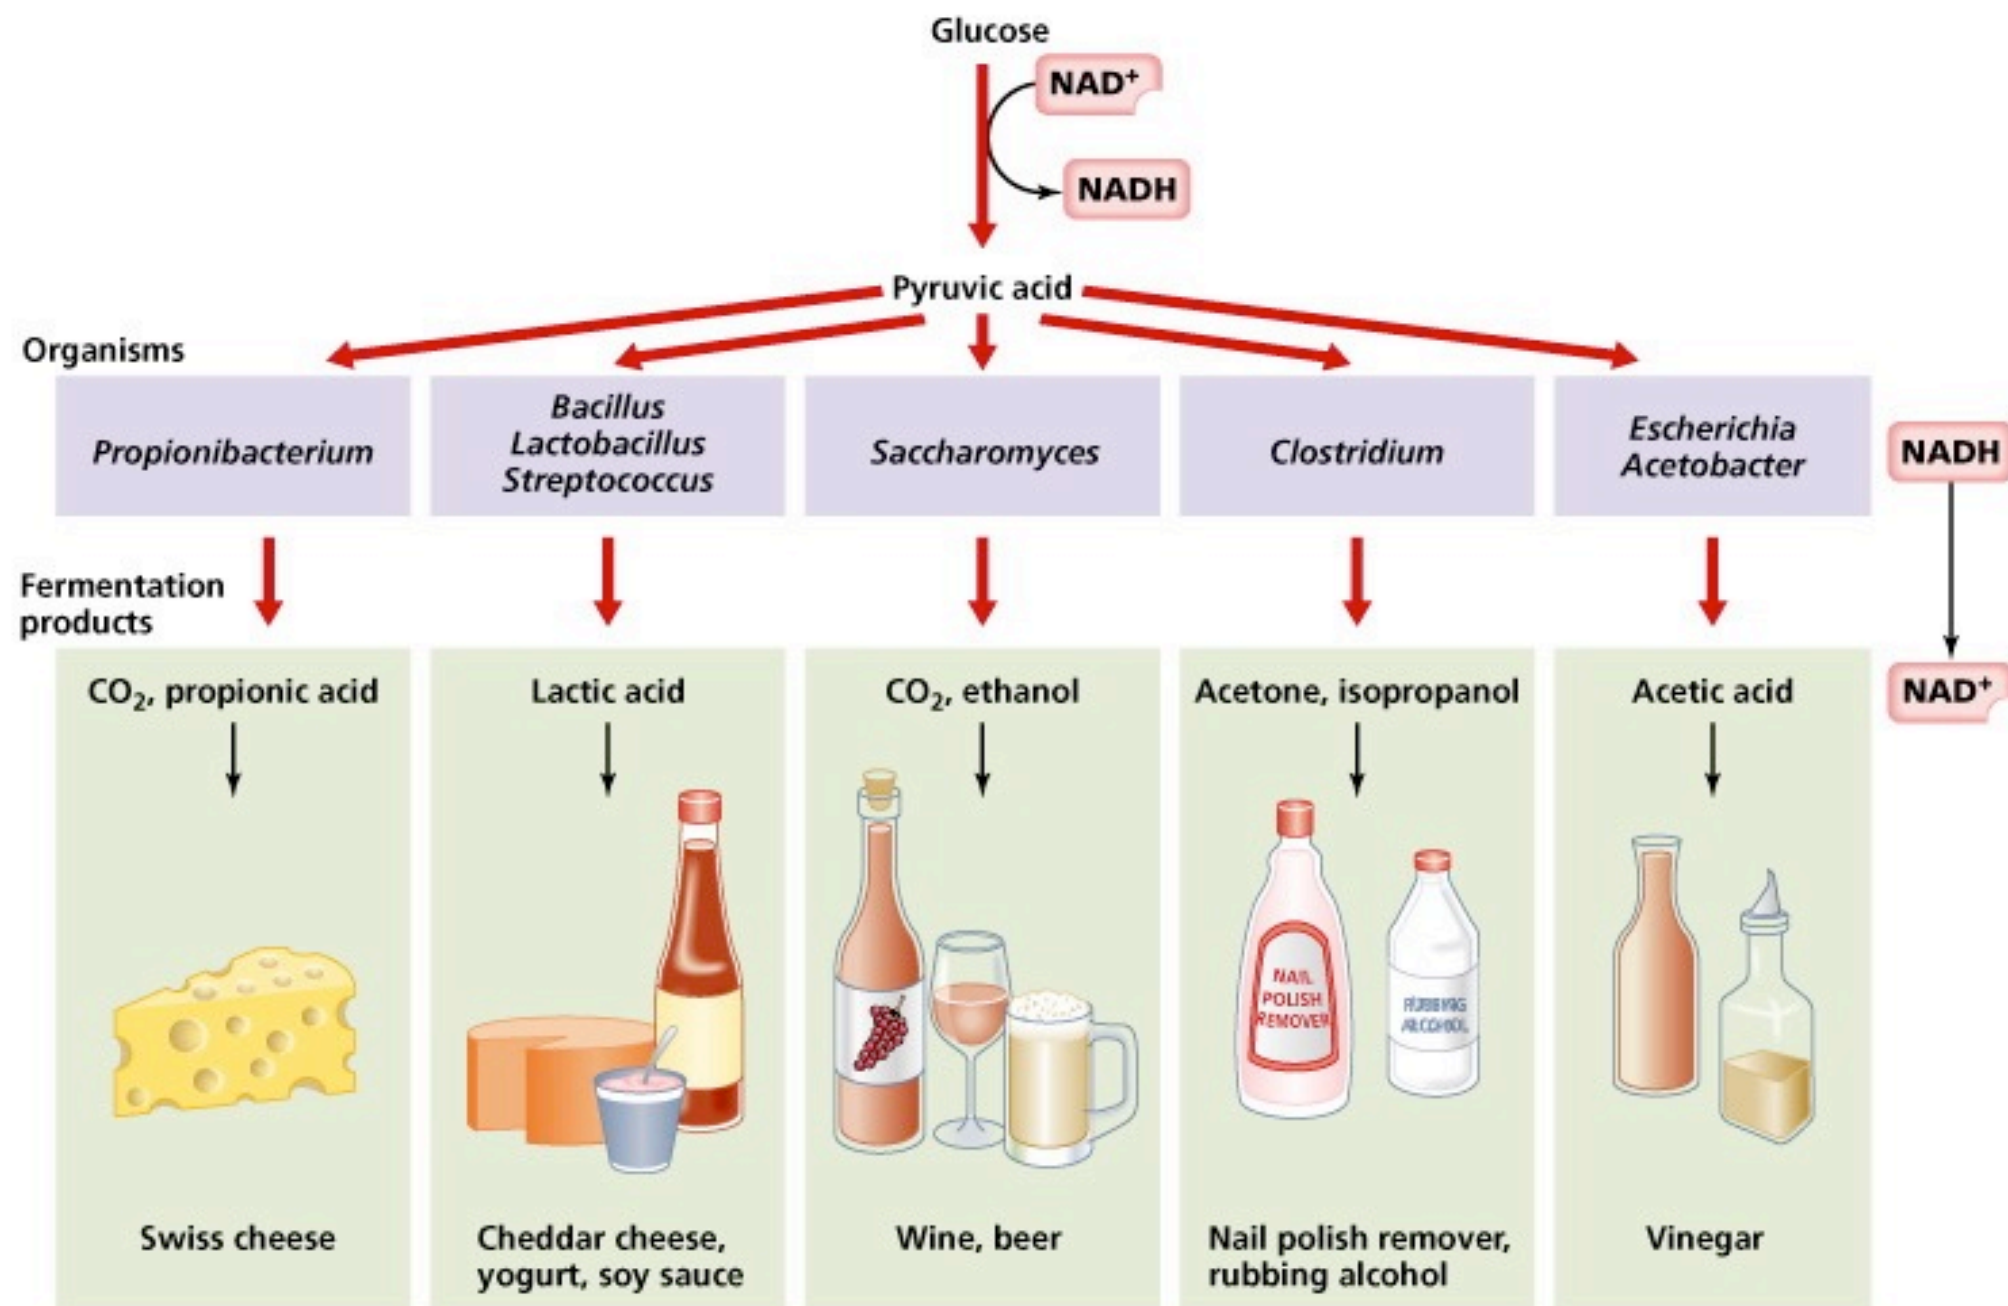 Glucose
NAD⁺
NADH
Pyruvic acid
Organisms
Propionibacterium
Bacillus
Lactobacillus
Streptococcus
Saccharomyces
Clostridium
Escherichia
Acetobacter
NADH
Fermentation
products
CO₂, propionic acid
Lactic acid
CO₂, ethanol
Acetone, isopropanol
Acetic acid
NAD⁺
NAIL
POLISH
REMOVER
RUBBING
ALCOHOL
Swiss cheese
Cheddar cheese,
yogurt, soy sauce
Wine, beer
Nail polish remover,
rubbing alcohol
Vinegar